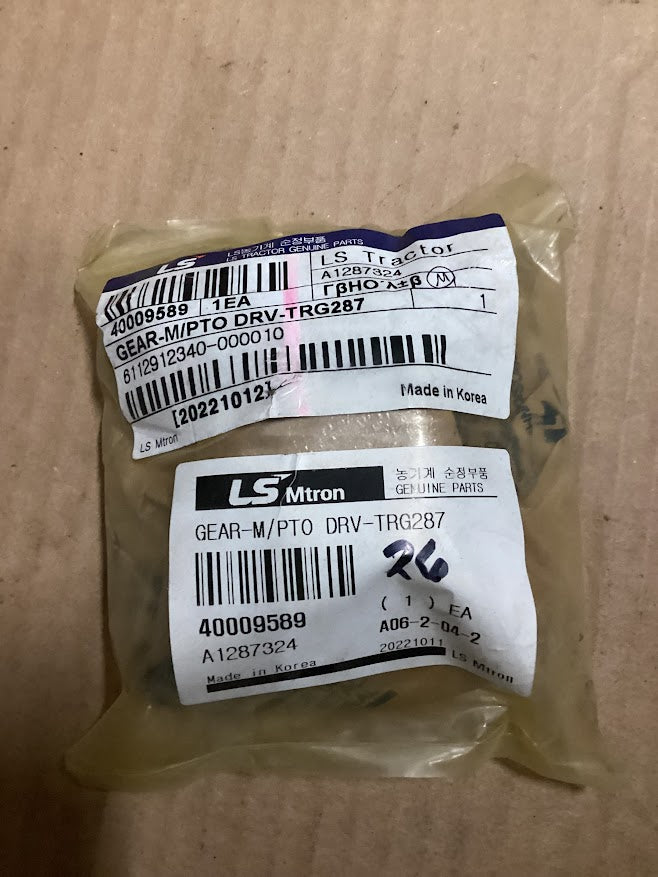 LS
LS농기계 순정부품
LS TRACTOR GENUINE PARTS
LS Tractor
A1287324
40009589 1EA
ΓβHO˙λ±β M
GEAR-M/PTO DRV-TRG287
1
6112912340-000010
[20221012]
Made in Korea
LS Mtron
LS Mtron
농기계 순정부품
GENUINE PARTS
GEAR-M/PTO DRV-TRG287
( 1 ) EA
40009589
A06-2-04-2
A1287324
20221011
Made in Korea
LS Mtron